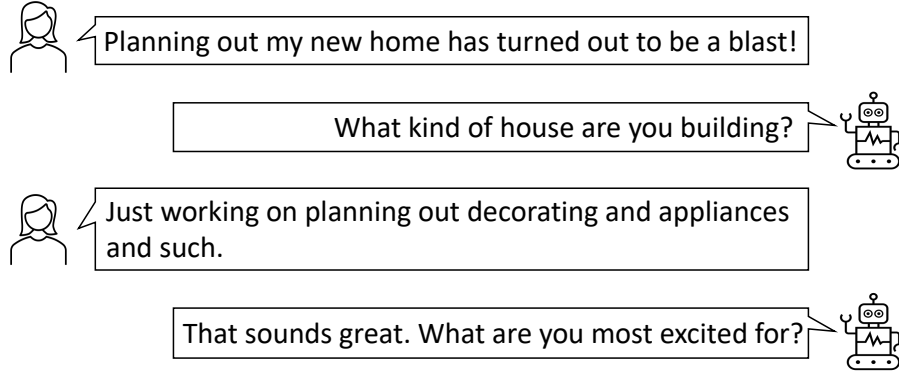 Planning out my new home has turned out to be a blast!
What kind of house are you building?
Just working on planning out decorating and appliances
and such.
That sounds great. What are you most excited for?